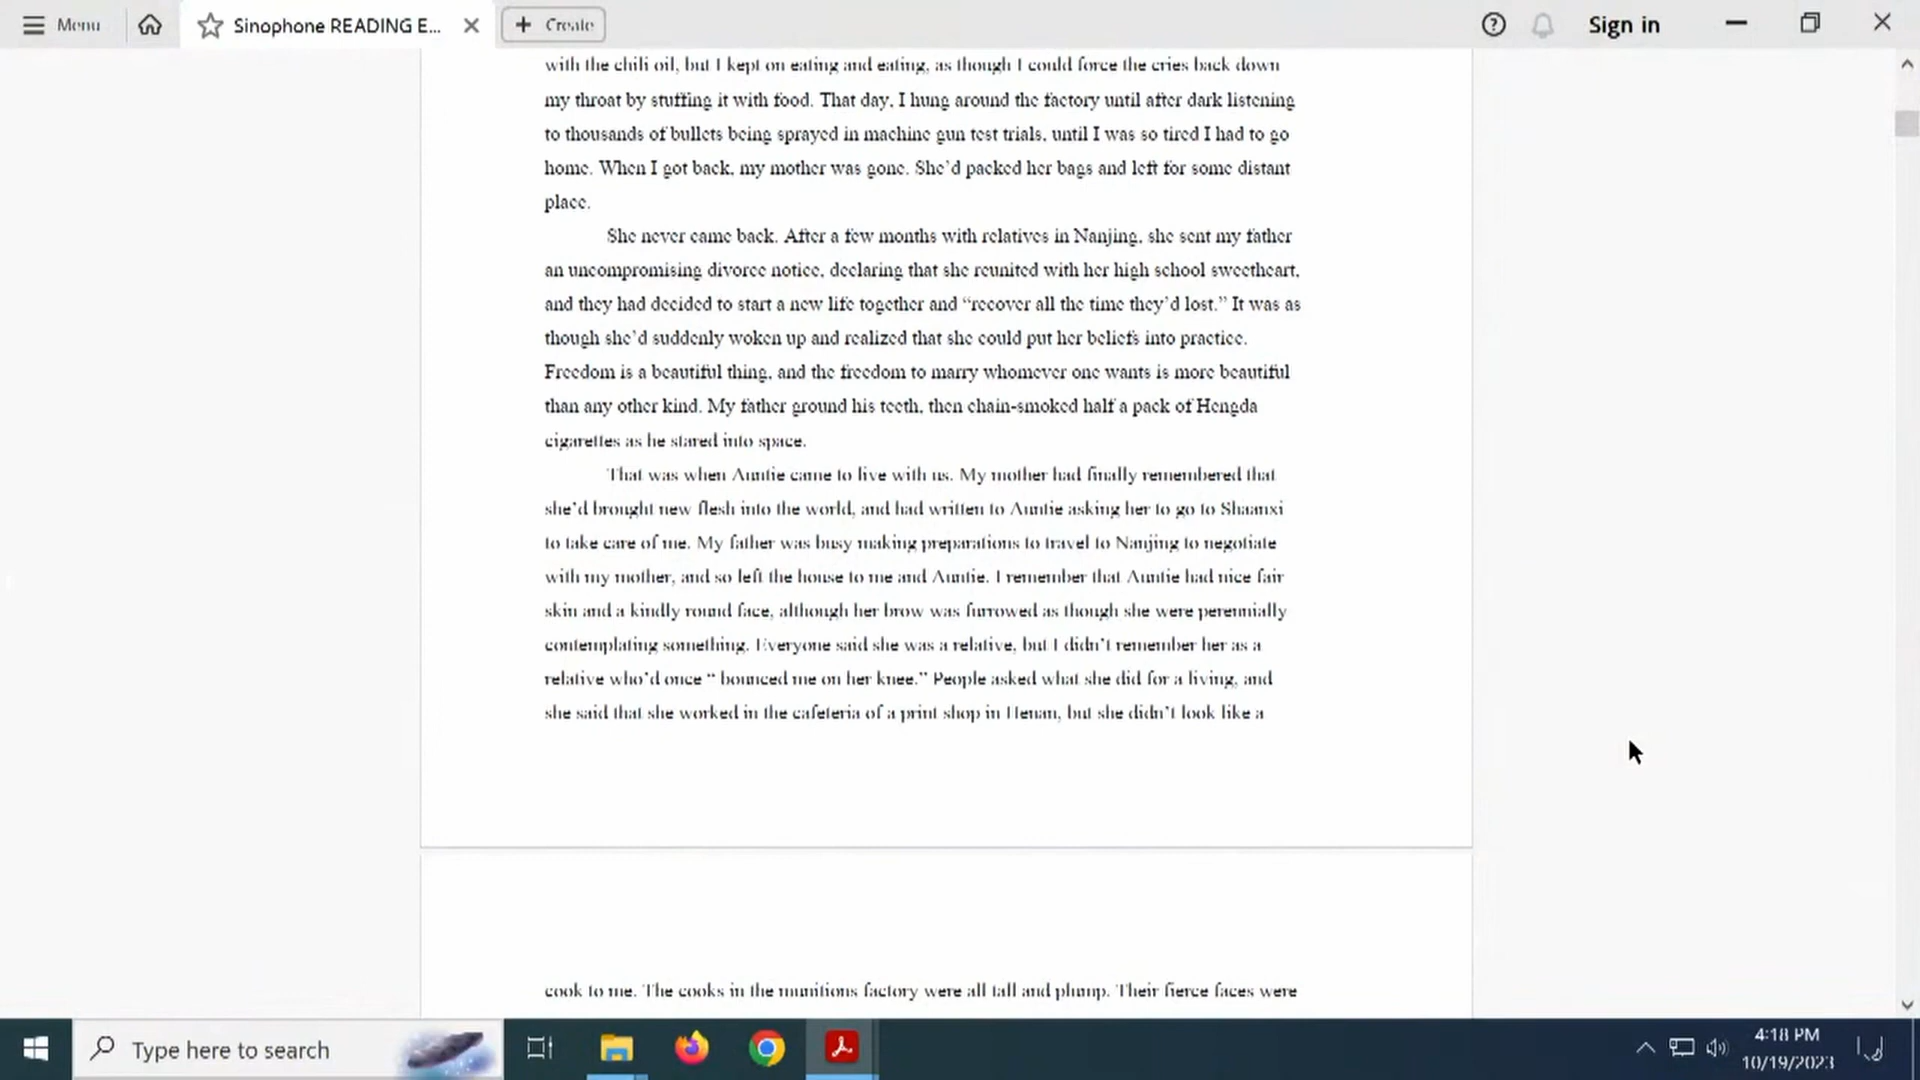 Menu
Sinophone READING E...
Create
Sign in
with the chili oil, but I kept on eating and eating, as though I could force the cries back down
my throat by stuffing it with food. That day, I hung around the factory until after dark listening
to thousands of bullets being sprayed in machine gun test trials, until I was so tired I had to go
home. When I got back, my mother was gone. She’d packed her bags and left for some distant
place.
She never came back. After a few months with relatives in Nanjing, she sent my father
an uncompromising divorce notice, declaring that she reunited with her high school sweetheart,
and they had decided to start a new life together and “recover all the time they’d lost.” It was as
though she’d suddenly woken up and realized that she could put her beliefs into practice.
Freedom is a beautiful thing, and the freedom to marry whomever one wants is more beautiful
than any other kind. My father ground his teeth, then chain-smoked half a pack of Hengda
cigarettes as he stared into space.
That was when Auntie came to live with us. My mother had finally remembered that
she’d brought new flesh into the world, and had written to Auntie asking her to go to Shaanxi
to take care of me. My father was busy making preparations to travel to Nanjing to negotiate
with my mother, and so left the house to me and Auntie. I remember that Auntie had nice fair
skin and a kindly round face, although her brow was furrowed as though she were perennially
contemplating something. Everyone said she was a relative, but I didn’t remember her as a
relative who’d once “ bounced me on her knee.” People asked what she did for a living, and
she said that she worked in the cafeteria of a print shop in Henan, but she didn’t look like a
cook to me. The cooks in the munitions factory were all tall and plump. Their fierce faces were
Type here to search
4:18 PM
10/19/2023